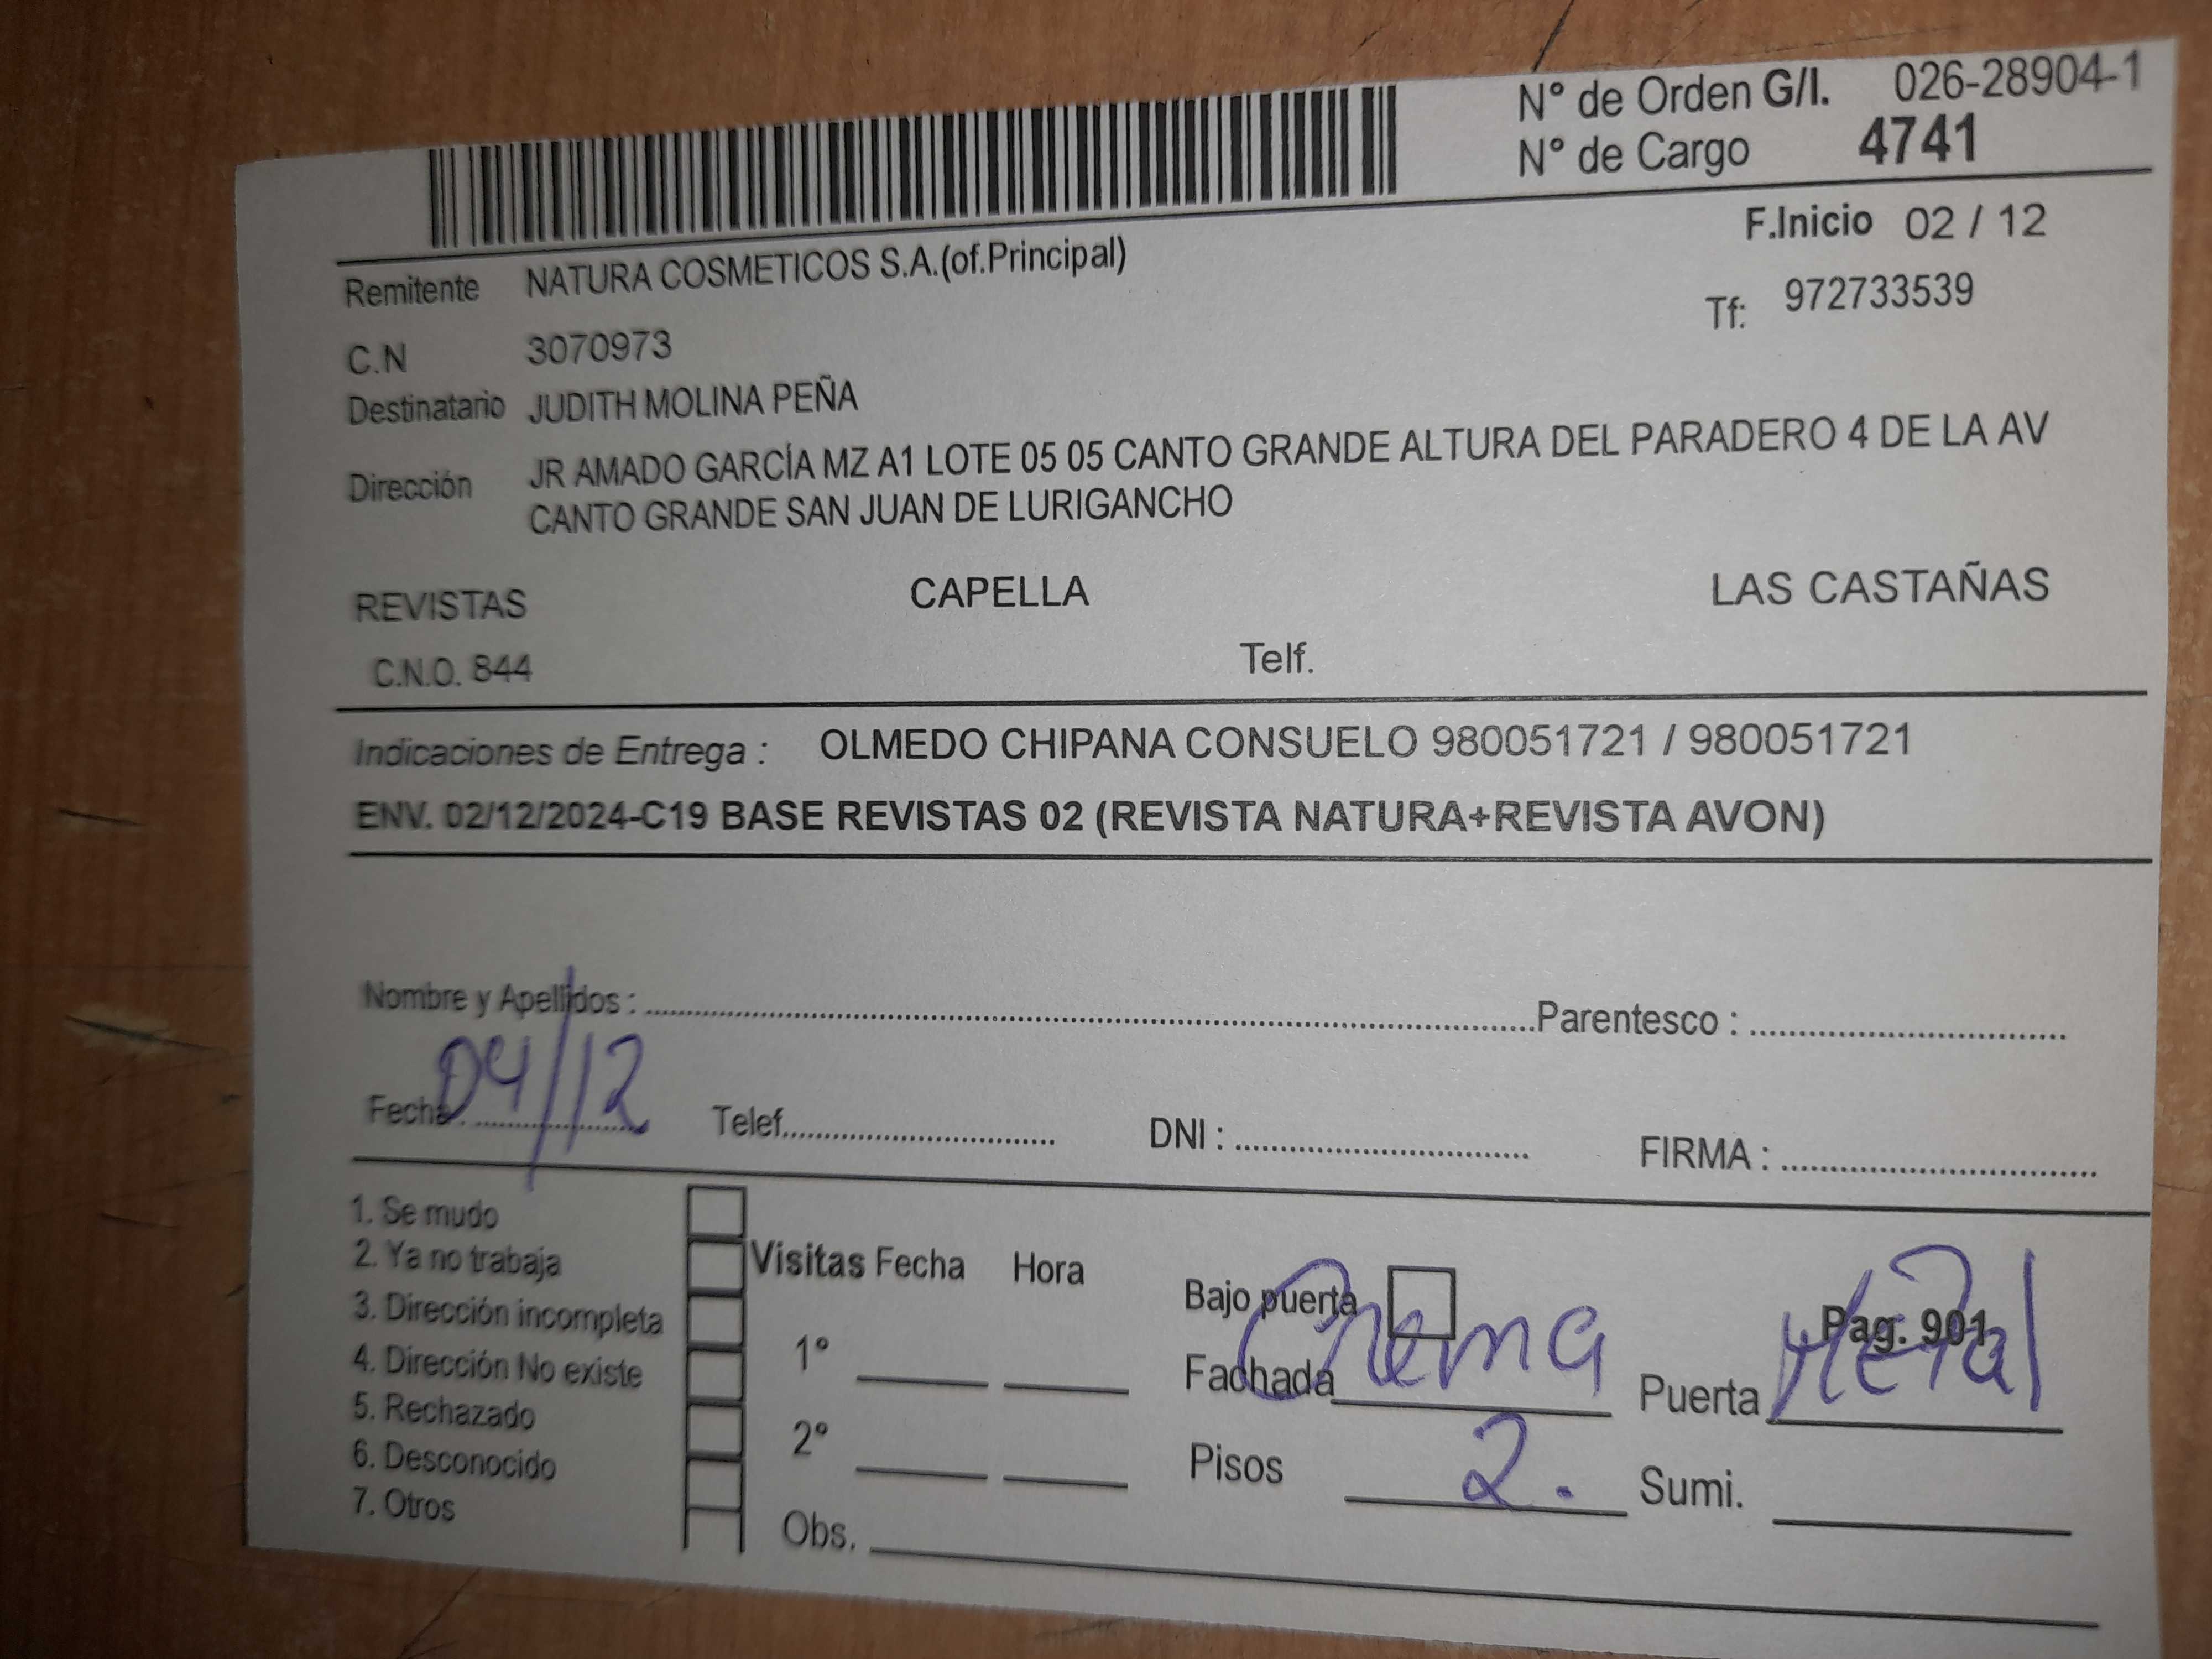 N° de Orden G/I. 026-28904-1
N° de Cargo 4741
F.Inicio 02 / 12
Remitente NATURA COSMETICOS S.A.(of.Principal)
Tf: 972733539
C.N 3070973
Destinatario JUDITH MOLINA PEÑA
Dirección JR AMADO GARCÍA MZ A1 LOTE 05 05 CANTO GRANDE ALTURA DEL PARADERO 4 DE LA AV
CANTO GRANDE SAN JUAN DE LURIGANCHO
REVISTAS CAPELLA LAS CASTAÑAS
C.N.O. 844 Telf.
Indicaciones de Entrega : OLMEDO CHIPANA CONSUELO 980051721 / 980051721
ENV. 02/12/2024-C19 BASE REVISTAS 02 (REVISTA NATURA+REVISTA AVON)
Nombre y Apellidos : Parentesco :
Fecha : 04/12 Telef. DNI : FIRMA :
1. Se mudo
2. Ya no trabaja
3. Dirección incompleta
4. Dirección No existe
5. Rechazado
6. Desconocido
7. Otros
Visitas Fecha Hora
1°
2°
Obs.
Bajo puerta
Pag. 901
Fachada Crema Puerta Metal
Pisos 2. Sumi.